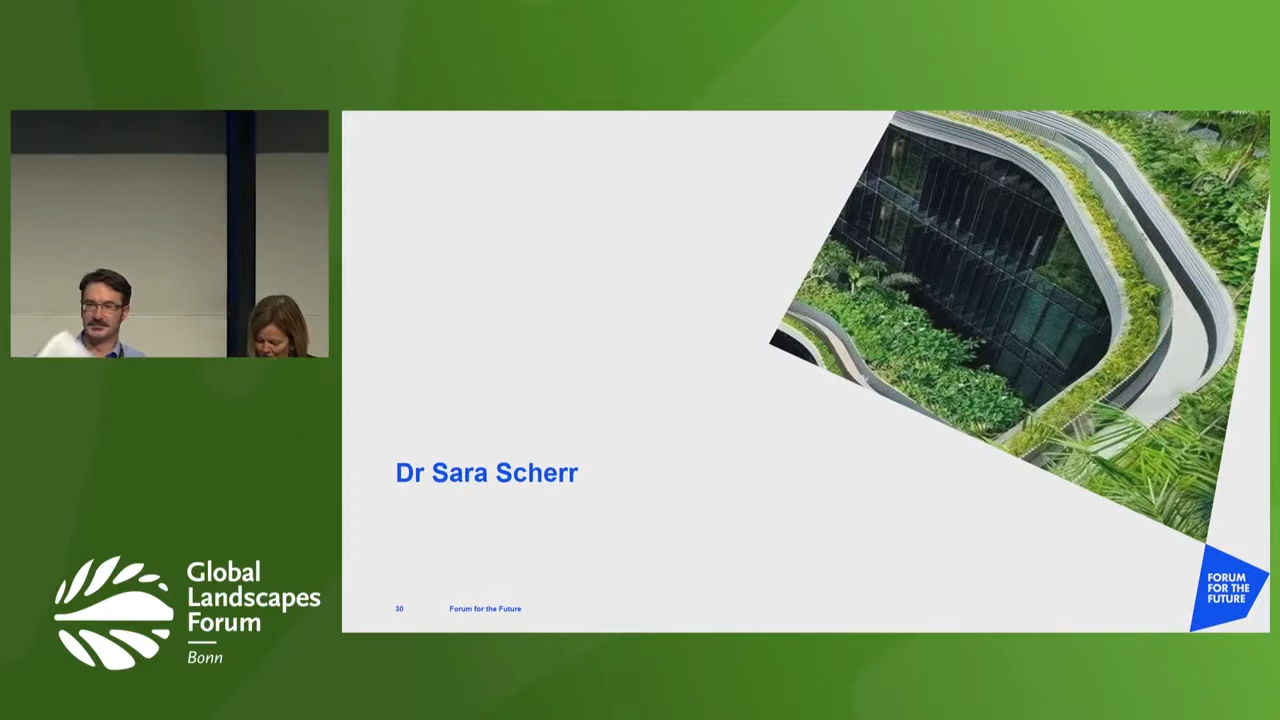 Dr Sara Scherr
30
Forum for the Future
FORUM
FOR THE
FUTURE
Global
Landscapes
Forum
Bonn